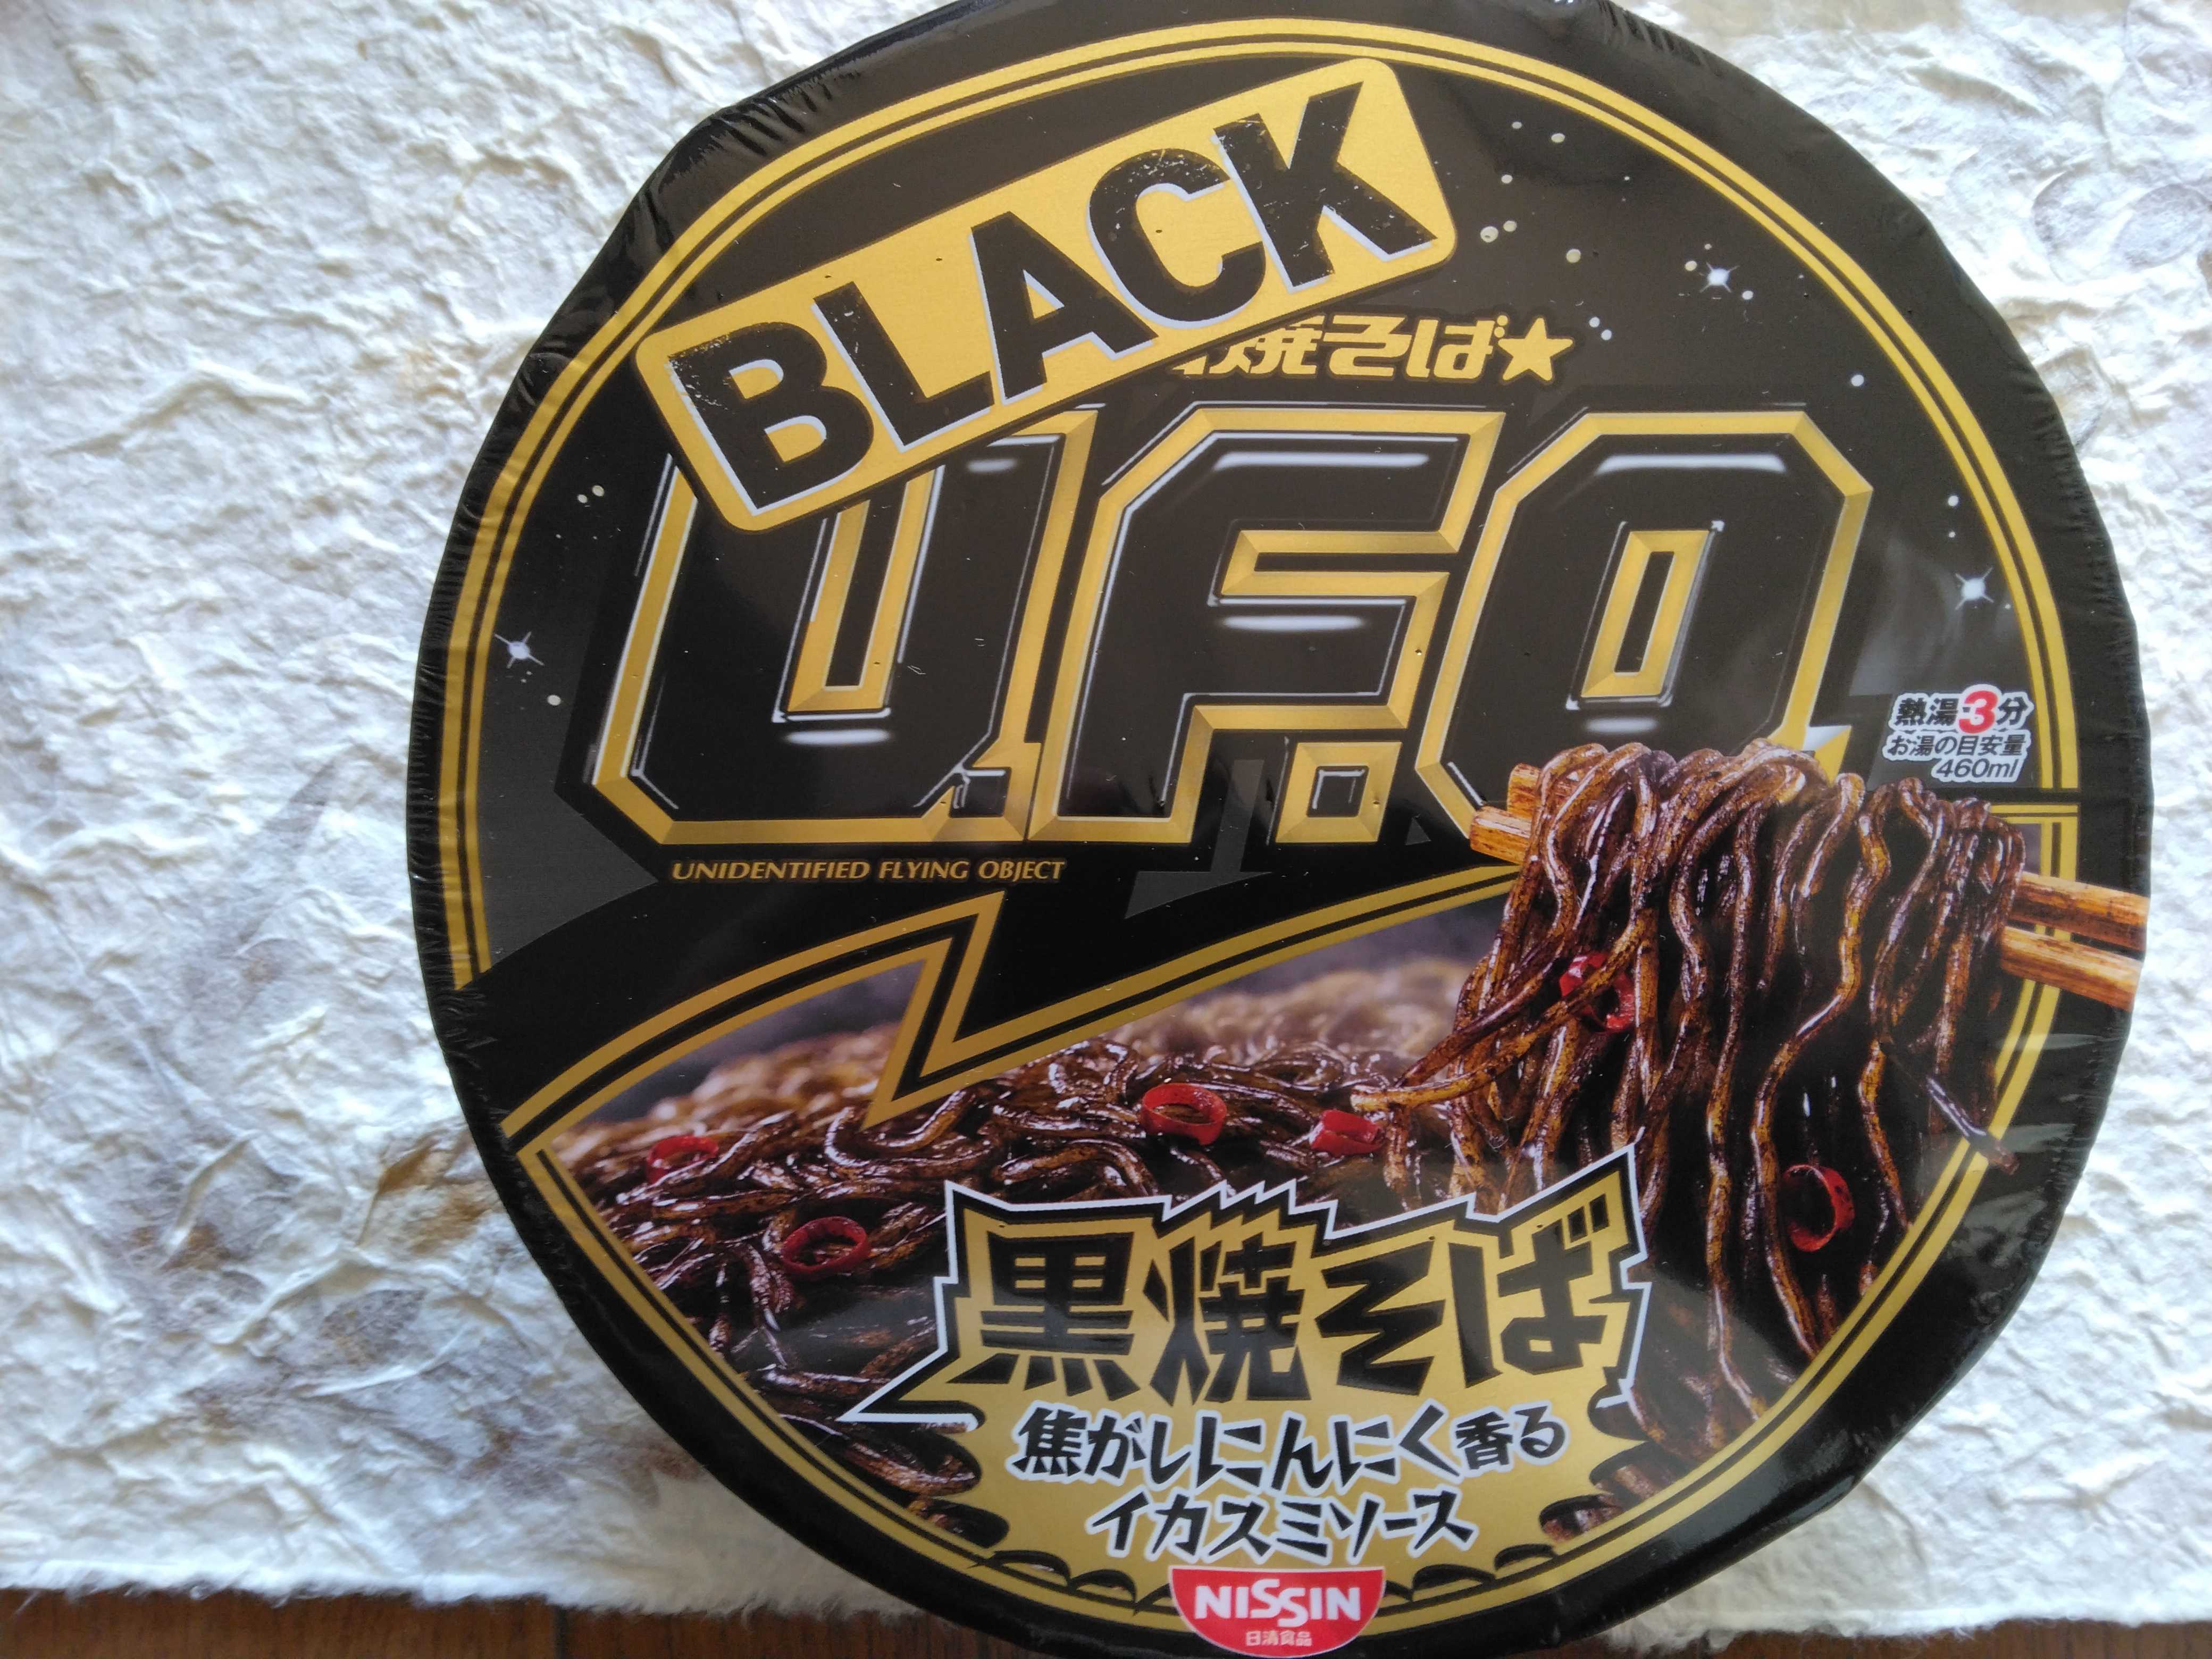 BLACK
焼そば★
U.F.O.
UNIDENTIFIED FLYING OBJECT
熱湯3分
お湯の目安量
460ml
黒焼そば
焦がしにんにく香る
イカスミソース
NISSIN
日清食品